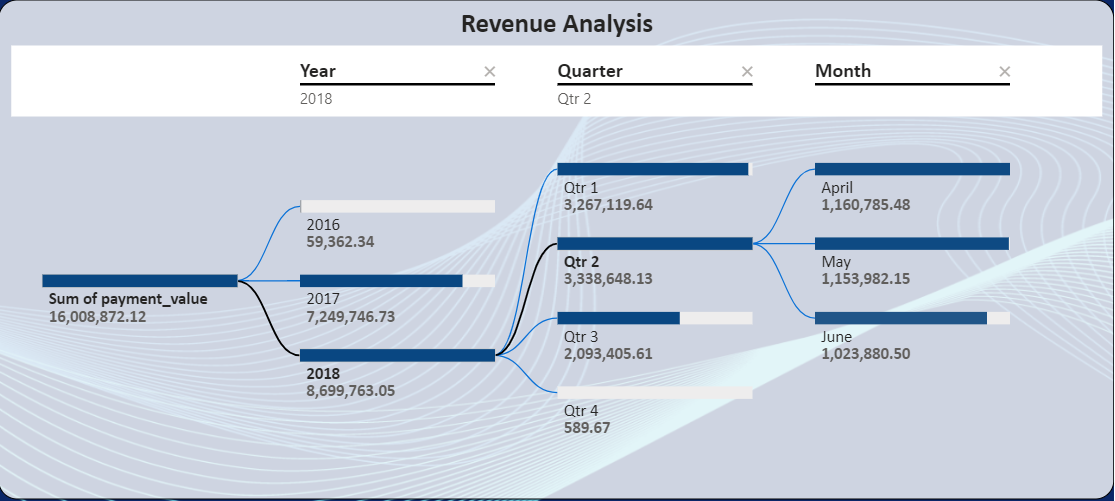 Revenue Analysis
Year
2018
Quarter
Qtr 2
Month
Sum of payment_value
16,008,872.12
2016
59,362.34
2017
7,249,746.73
2018
8,699,763.05
Qtr 1
3,267,119.64
Qtr 2
3,338,648.13
Qtr 3
2,093,405.61
Qtr 4
589.67
April
1,160,785.48
May
1,153,982.15
June
1,023,880.50